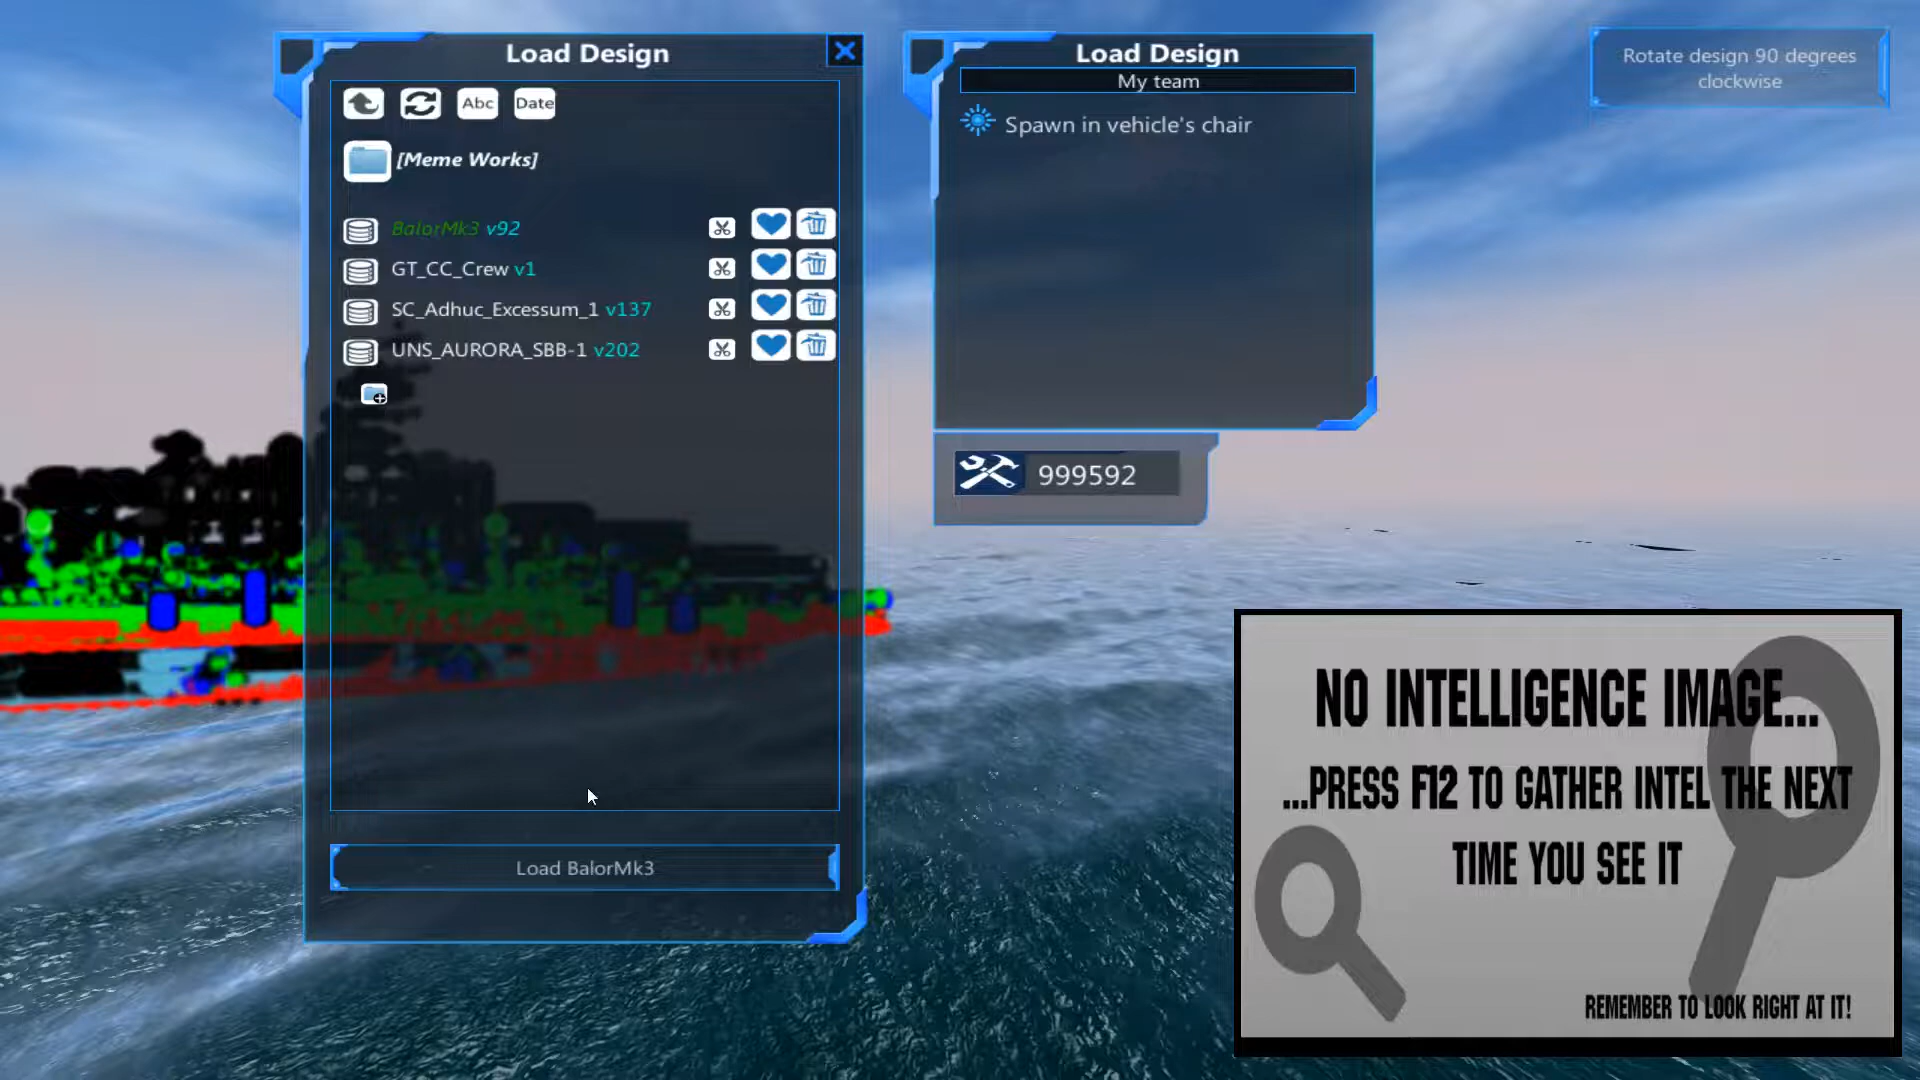 Load Design
Abc
Date
[Meme Works]
BalorMk3 v92
GT_CC_Crew v1
SC_Adhuc_Excessum_1 v137
UNS_AURORA_SBB-1 v202
Load BalorMk3
Load Design
My team
Spawn in vehicle's chair
999592
Rotate design 90 degrees
clockwise
NO INTELLIGENCE IMAGE...
...PRESS F12 TO GATHER INTEL THE NEXT
TIME YOU SEE IT
REMEMBER TO LOOK RIGHT AT IT!